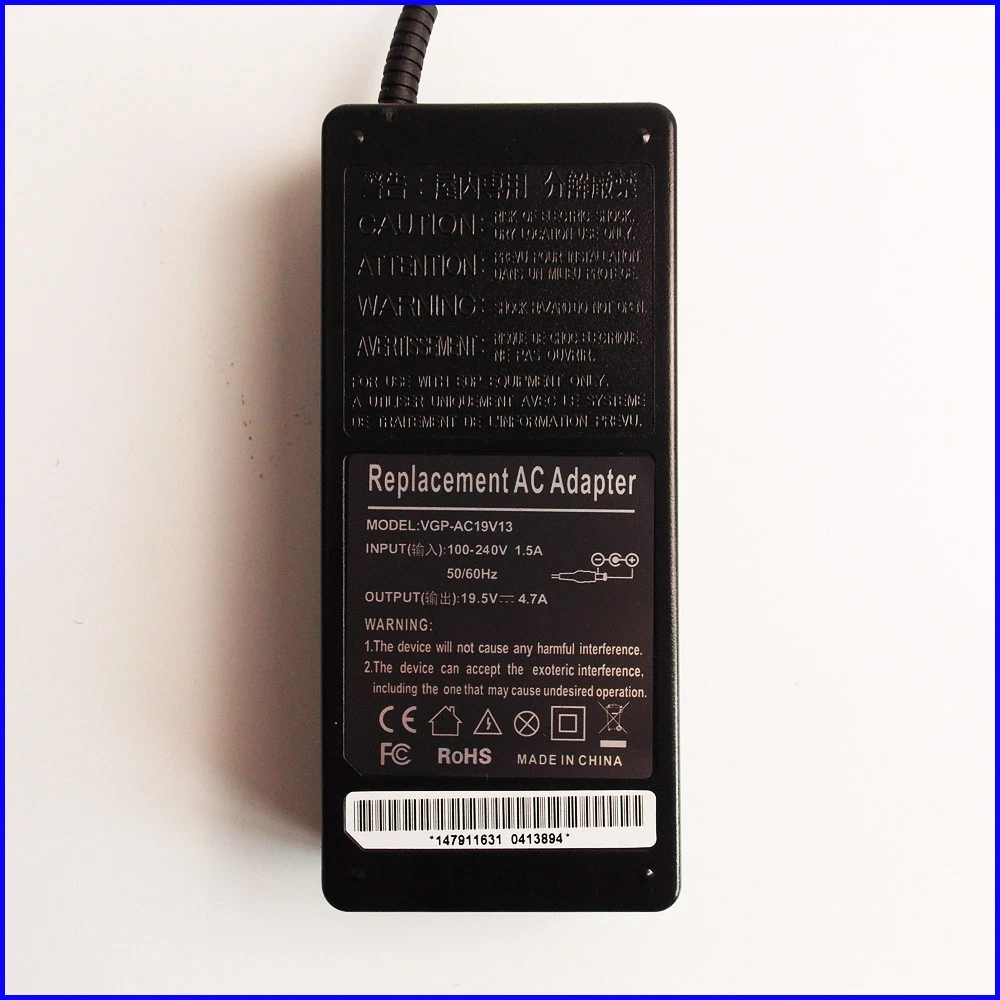 警告：屋内専用 分解厳禁
CAUTION: RISK OF ELECTRIC SHOCK.
DRY LOCATION USE ONLY.
ATTENTION: PREVU POUR INSTALLATION
DANS UN MILIEU PROTEGE.
WARNING: SHOCK HAZARD DO NOT OPEN.
AVERTISSEMENT: RISQUE DE CHOC ELECTRIQUE.
NE PAS OUVRIR.
FOR USE WITH EDP EQUIPMENT ONLY.
A UTILISER UNIQUEMENT AVEC LE SYSTEME
DE TRAITEMENT DE L'INFORMATION PREVU.
Replacement AC Adapter
MODEL:VGP-AC19V13
INPUT(输入):100-240V 1.5A
50/60Hz
OUTPUT(输出):19.5V⎓ 4.7A
WARNING:
1.The device will not cause any harmful interference.
2.The device can accept the exoteric interference,
including the one that may cause undesired operation.
CE
FC RoHS MADE IN CHINA
*147911631 0413894*